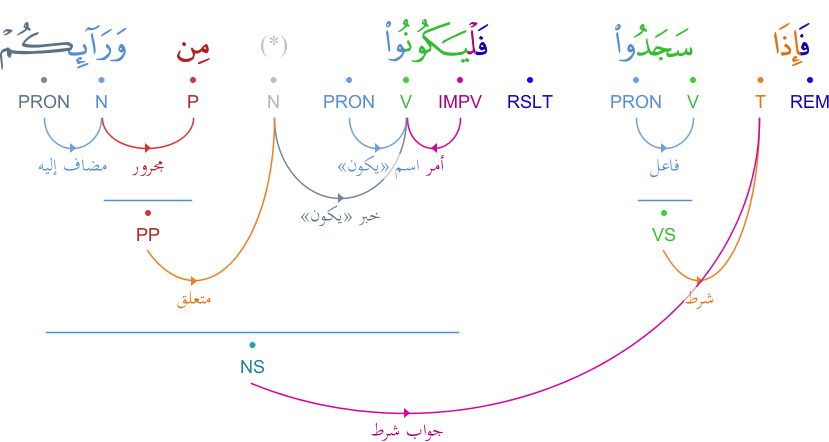 فَإِذَا سَجَدُوا۟ فَلْيَكُونُوا۟ (*) مِن وَرَآئِكُمْ
REM T V PRON RSLT IMPV V PRON N P N PRON
فاعل أمر اسم «يكون» مجرور مضاف إليه
خبر «يكون»
VS PP
شرط متعلق
NS
جواب شرط